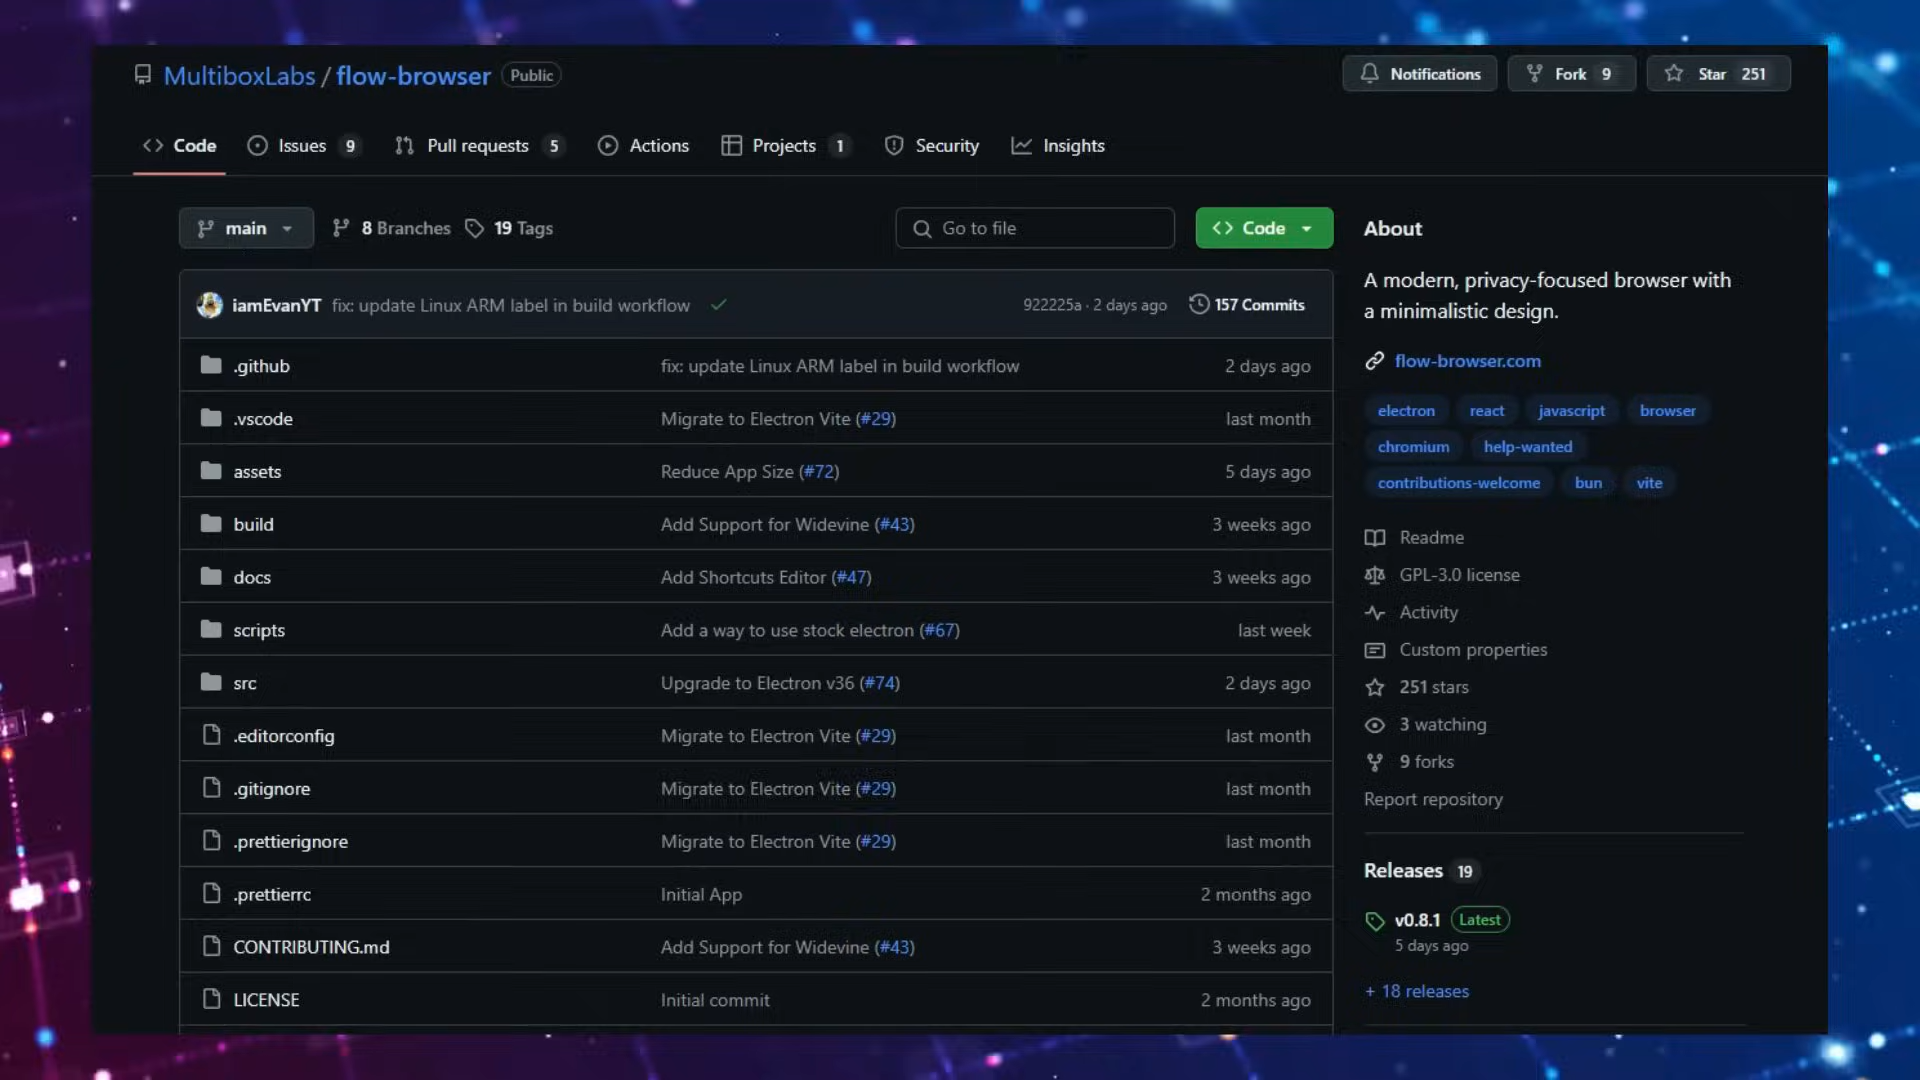 MultiboxLabs / flow-browser Public
Notifications Fork 9 Star 251
Code Issues 9 Pull requests 5 Actions Projects 1 Security Insights
main 8 Branches 19 Tags Go to file Code
iamEvanYT fix: update Linux ARM label in build workflow 922225a · 2 days ago 157 Commits
.github fix: update Linux ARM label in build workflow 2 days ago
.vscode Migrate to Electron Vite (#29) last month
assets Reduce App Size (#72) 5 days ago
build Add Support for Widevine (#43) 3 weeks ago
docs Add Shortcuts Editor (#47) 3 weeks ago
scripts Add a way to use stock electron (#67) last week
src Upgrade to Electron v36 (#74) 2 days ago
.editorconfig Migrate to Electron Vite (#29) last month
.gitignore Migrate to Electron Vite (#29) last month
.prettierignore Migrate to Electron Vite (#29) last month
.prettierrc Initial App 2 months ago
CONTRIBUTING.md Add Support for Widevine (#43) 3 weeks ago
LICENSE Initial commit 2 months ago
About
A modern, privacy-focused browser with
a minimalistic design.
flow-browser.com
electron react javascript browser
chromium help-wanted
contributions-welcome bun vite
Readme
GPL-3.0 license
Activity
Custom properties
251 stars
3 watching
9 forks
Report repository
Releases 19
v0.8.1 Latest
5 days ago
+ 18 releases